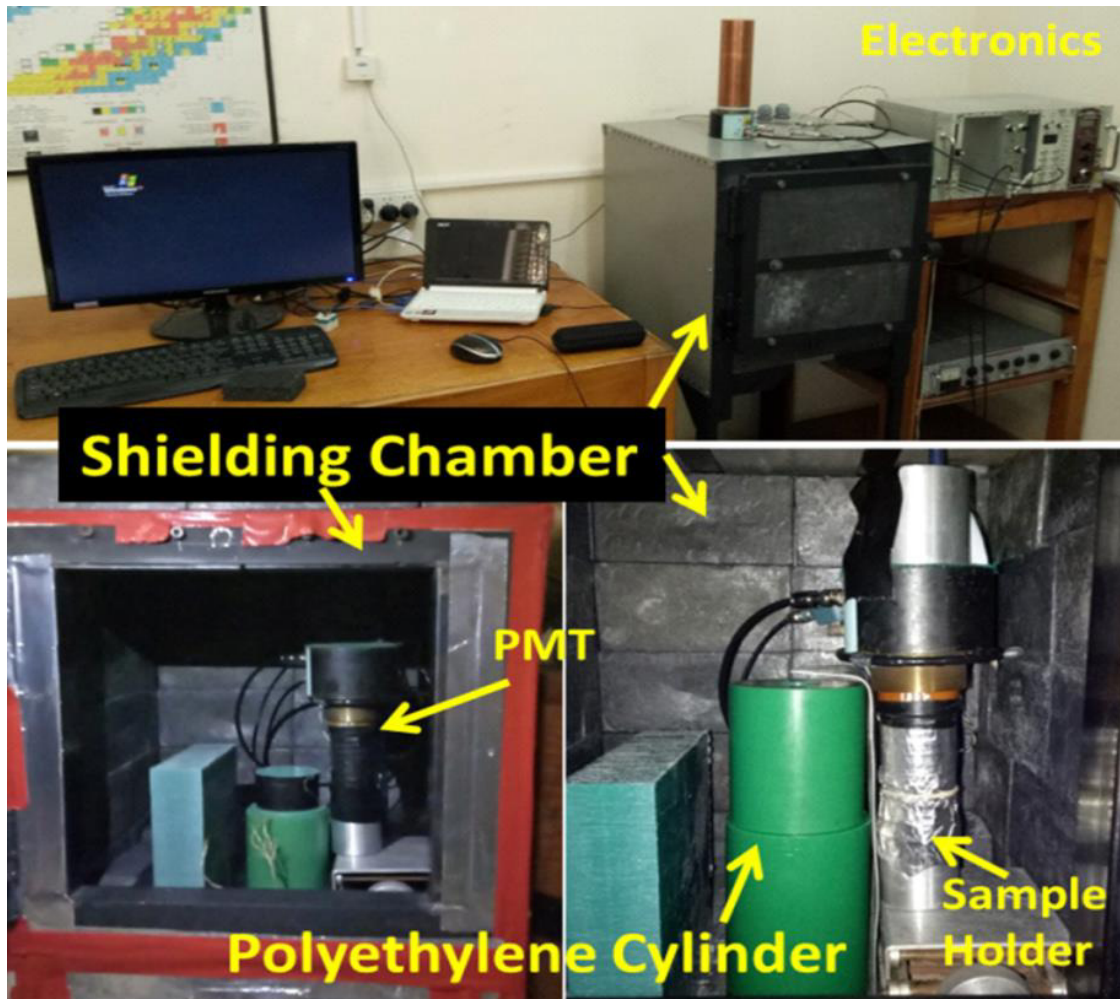 Electronics
Shielding Chamber
PMT
Polyethylene Cylinder
Sample
Holder